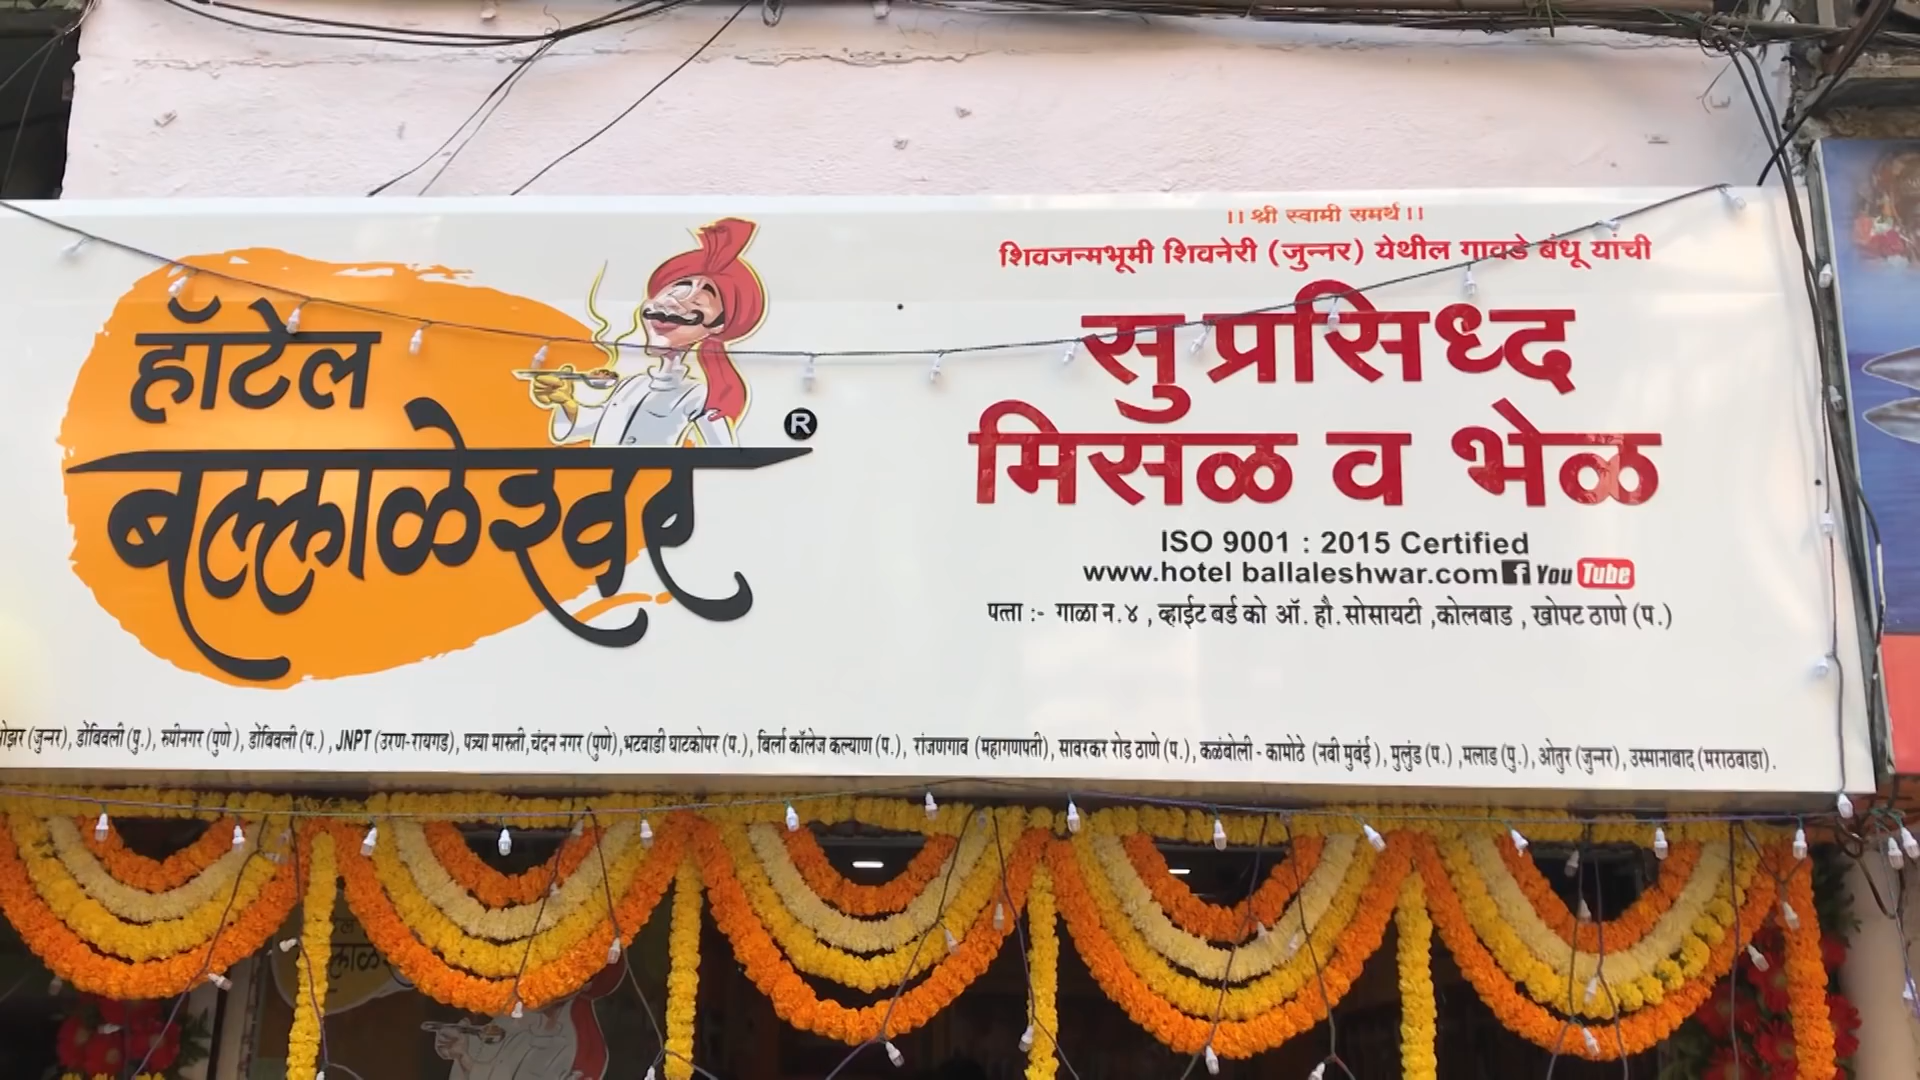 हॉटेल
बल्लाळेश्वर
®
।। श्री स्वामी समर्थ ।।
शिवजन्मभूमी शिवनेरी (जुन्नर) येथील गावडे बंधू यांची
सुप्रसिध्द
मिसळ व भेळ
ISO 9001 : 2015 Certified
www.hotel ballaleshwar.com f You Tube
पत्ता :- गाळा न. ४ , व्हाईट बर्ड को ऑ. हौ. सोसायटी ,कोलबाड , खोपट ठाणे (प.)
(जुन्नर), डोंबिवली (पु.), रुपीनगर (पुणे ), डोंबिवली (प.) , JNPT (उरण-रायगड), पत्र्या मारुती,चंदन नगर (पुणे),भटवाडी घाटकोपर (प.), बिर्ला कॉलेज कल्याण (प.), रांजणगाव (महागणपती), सावरकर रोड ठाणे (प.), कळंबोली - कामोठे (नवी मुंबई ), मुलुंड (प.) ,मलाड (पु.), ओतुर (जुन्नर), उस्मानाबाद (मराठवाडा).